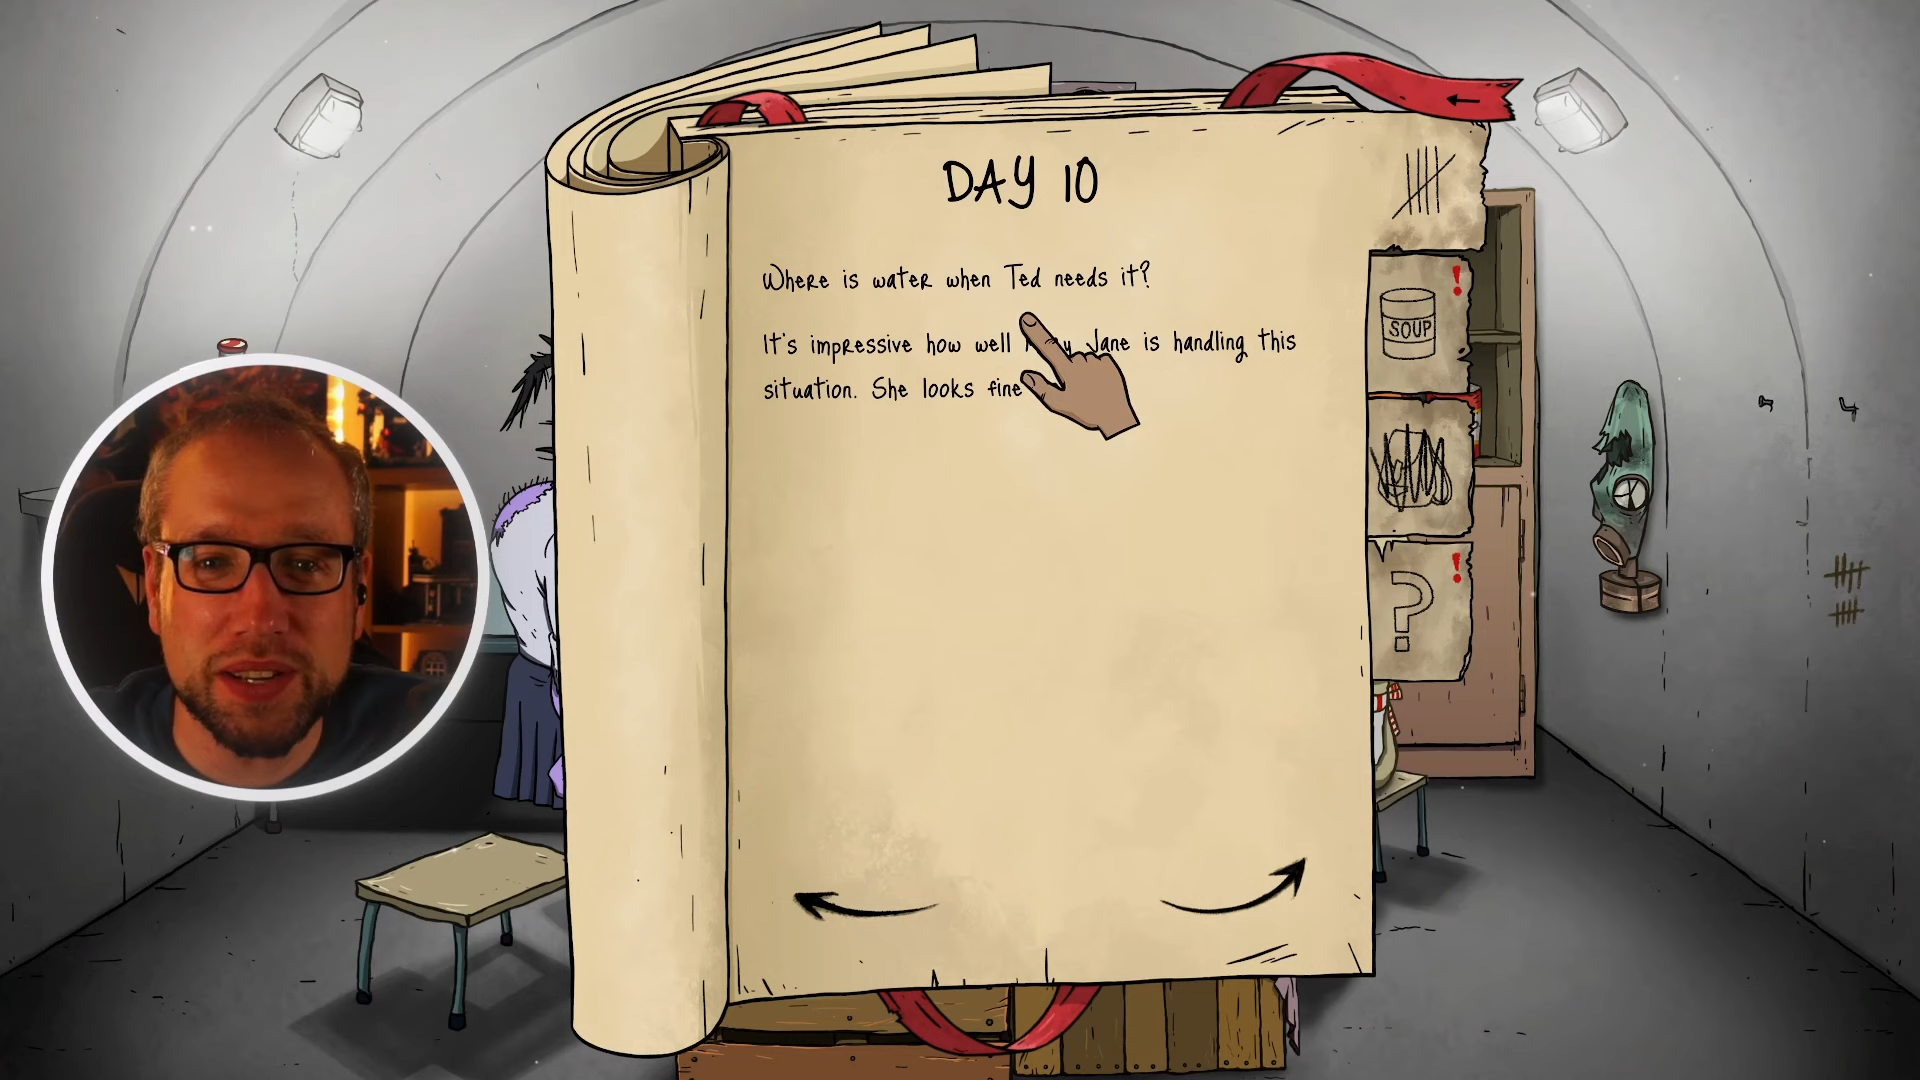 DAY 10
Where is water when Ted needs it?
It's impressive how well Jane is handling this
situation. She looks fine
SOUP
?